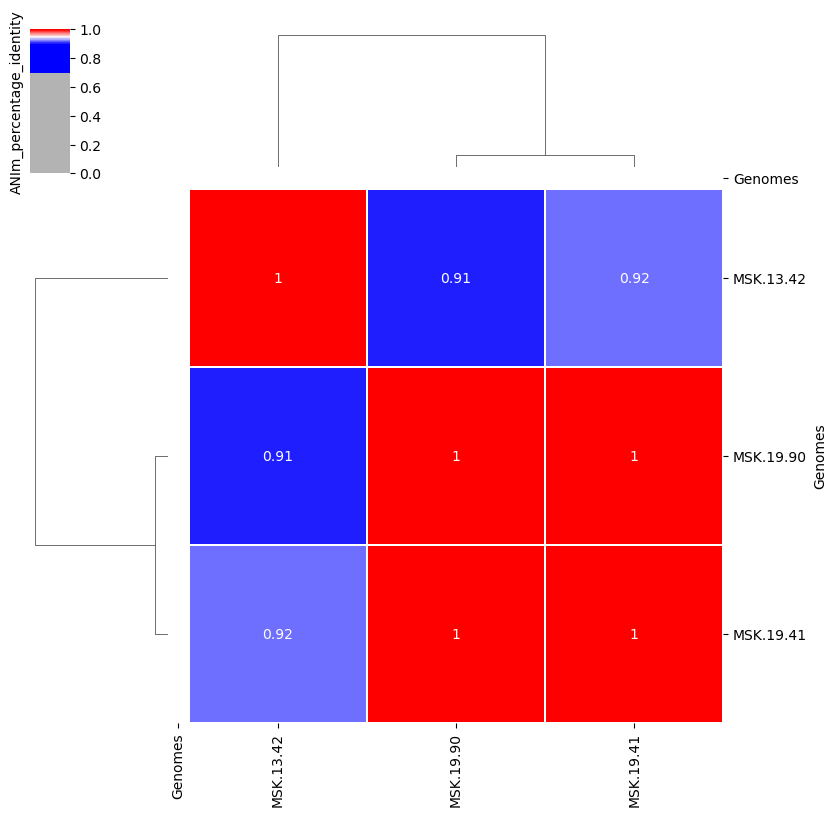 ANIm_percentage_identity
1.0
0.8
0.6
0.4
0.2
0.0
Genomes
1
0.91
0.92
MSK.13.42
0.91
1
1
MSK.19.90
0.92
1
1
MSK.19.41
Genomes
Genomes
MSK.13.42
MSK.19.90
MSK.19.41